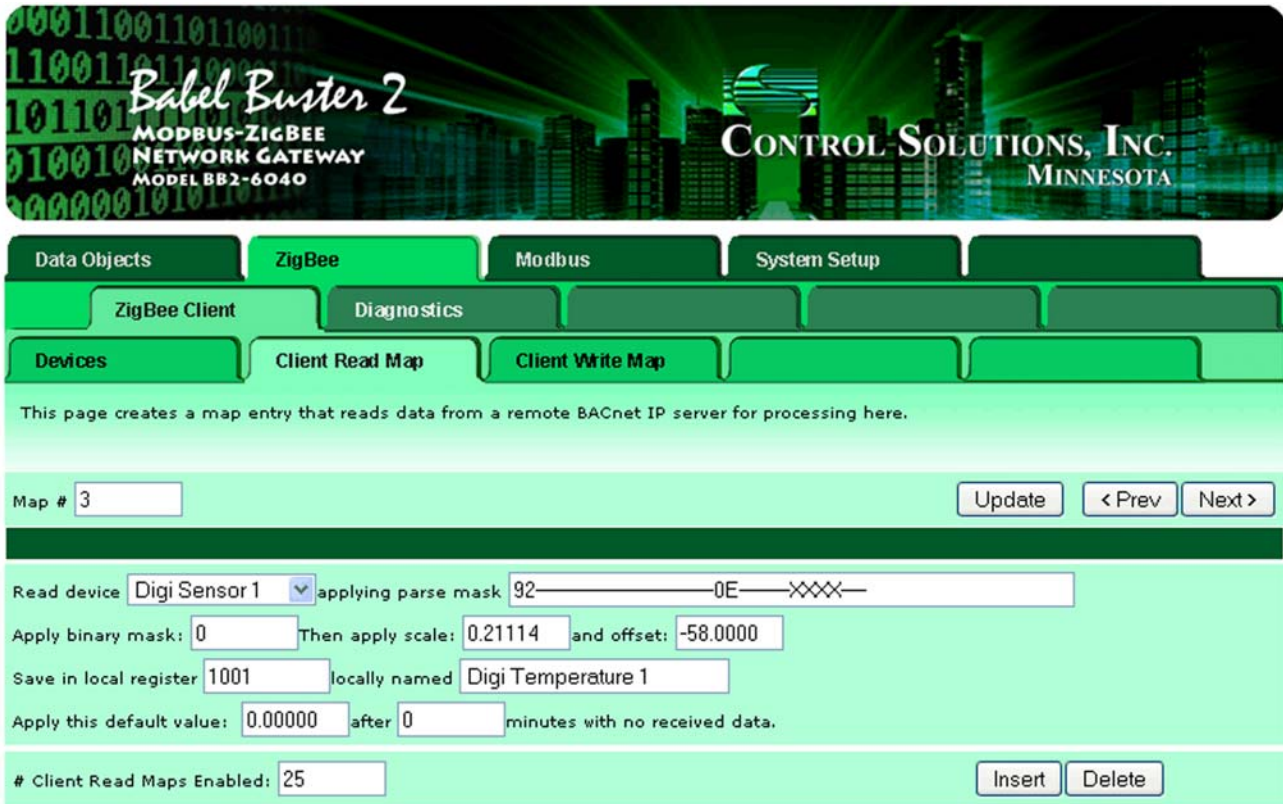 Babel Buster 2
MODBUS-ZIGBEE
NETWORK GATEWAY
MODEL BB2-6040
CONTROL SOLUTIONS, INC.
MINNESOTA
Data Objects ZigBee Modbus System Setup
ZigBee Client Diagnostics
Devices Client Read Map Client Write Map
This page creates a map entry that reads data from a remote BACnet IP server for processing here.
Map # 3 Update < Prev Next >
Read device Digi Sensor 1 applying parse mask 92——————————0E———XXXX——
Apply binary mask: 0 Then apply scale: 0.21114 and offset: -58.0000
Save in local register 1001 locally named Digi Temperature 1
Apply this default value: 0.00000 after 0 minutes with no received data.
# Client Read Maps Enabled: 25 Insert Delete